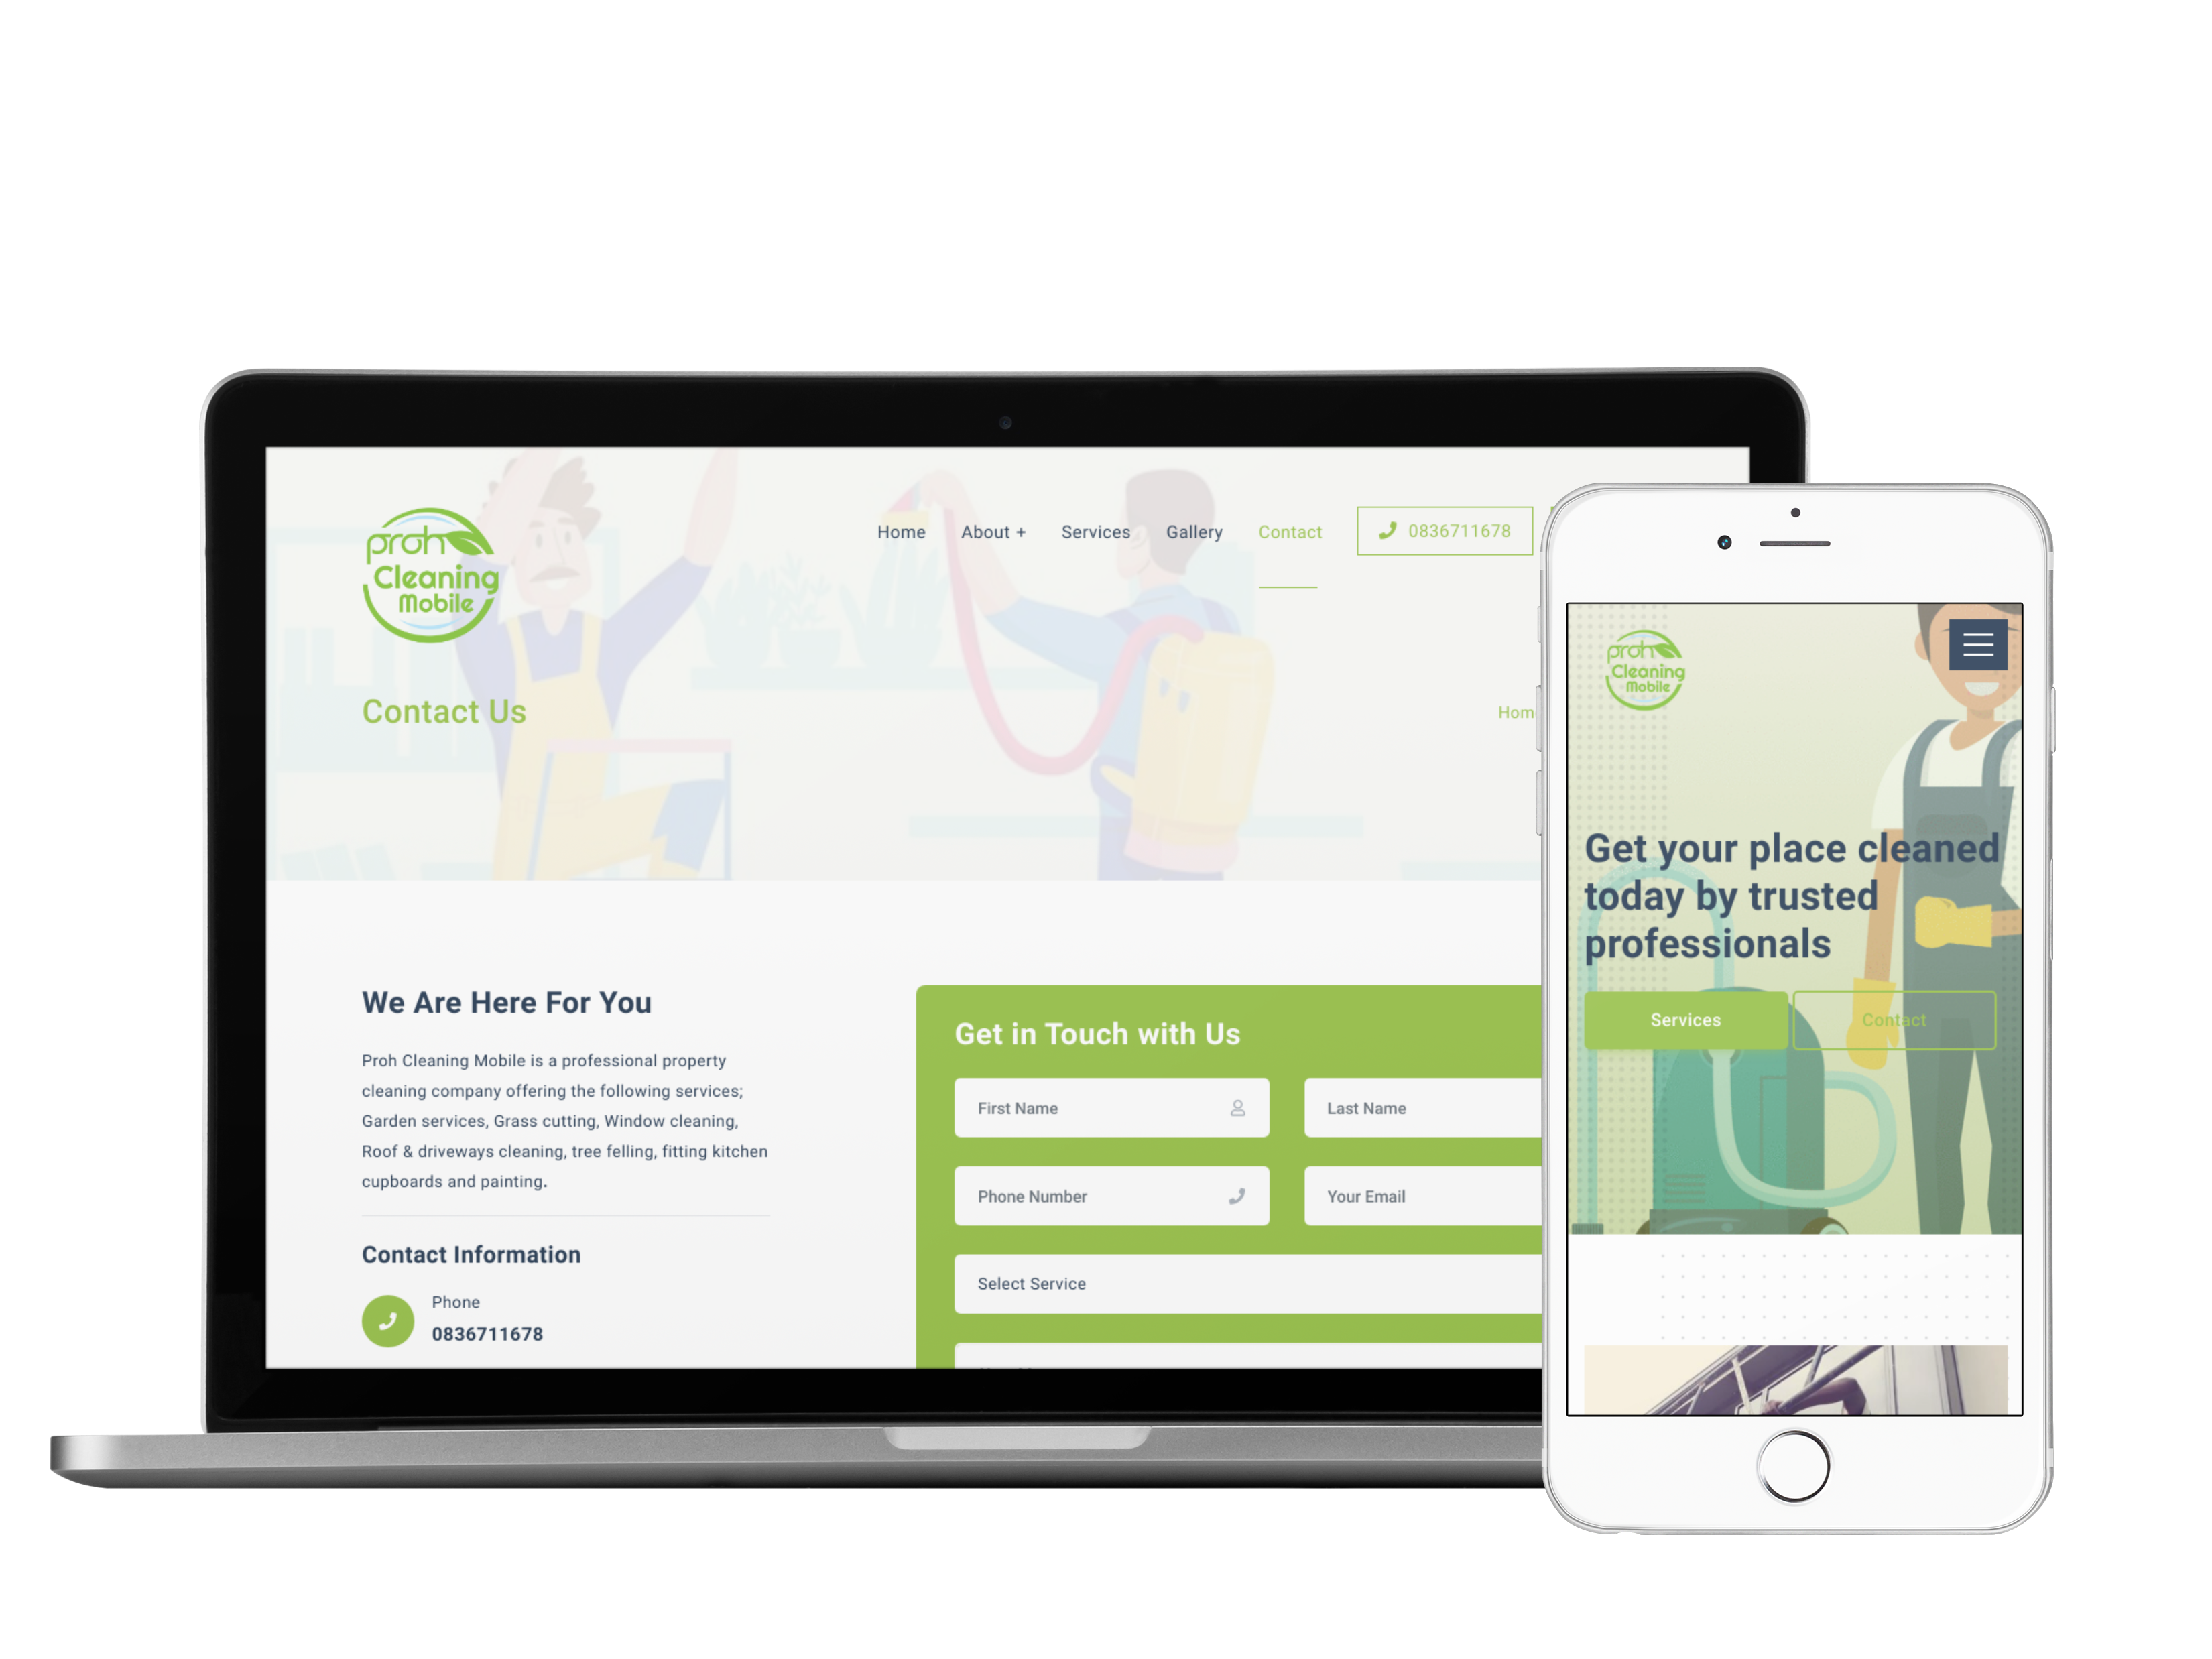 proh
Cleaning
Mobile
Home About + Services Gallery Contact 0836711678
Contact Us
We Are Here For You
Proh Cleaning Mobile is a professional property
cleaning company offering the following services;
Garden services, Grass cutting, Window cleaning,
Roof & driveways cleaning, tree felling, fitting kitchen
cupboards and painting.
Contact Information
Phone
0836711678
Get in Touch with Us
First Name Last Name
Phone Number Your Email
Select Service
proh
Cleaning
Mobile
Get your place cleaned
today by trusted
professionals
Services Contact